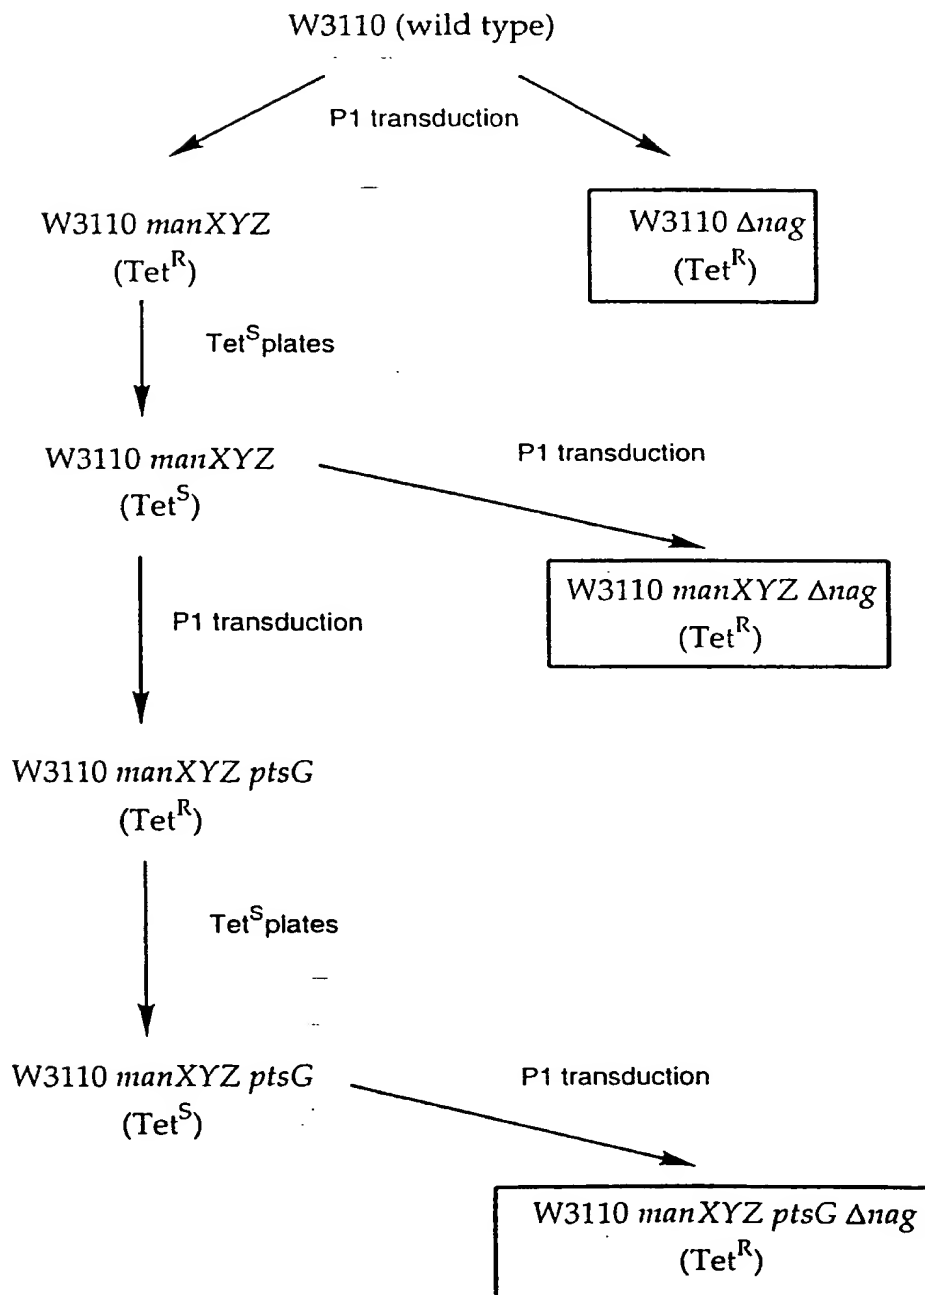 W3110 (wild type)
P1 transduction
W3110 manXYZ
(Tet^R)
W3110 Δnag
(Tet^R)
Tet^S plates
W3110 manXYZ
(Tet^S)
P1 transduction
W3110 manXYZ Δnag
(Tet^R)
P1 transduction
W3110 manXYZ ptsG
(Tet^R)
Tet^S plates
W3110 manXYZ ptsG
(Tet^S)
P1 transduction
W3110 manXYZ ptsG Δnag
(Tet^R)